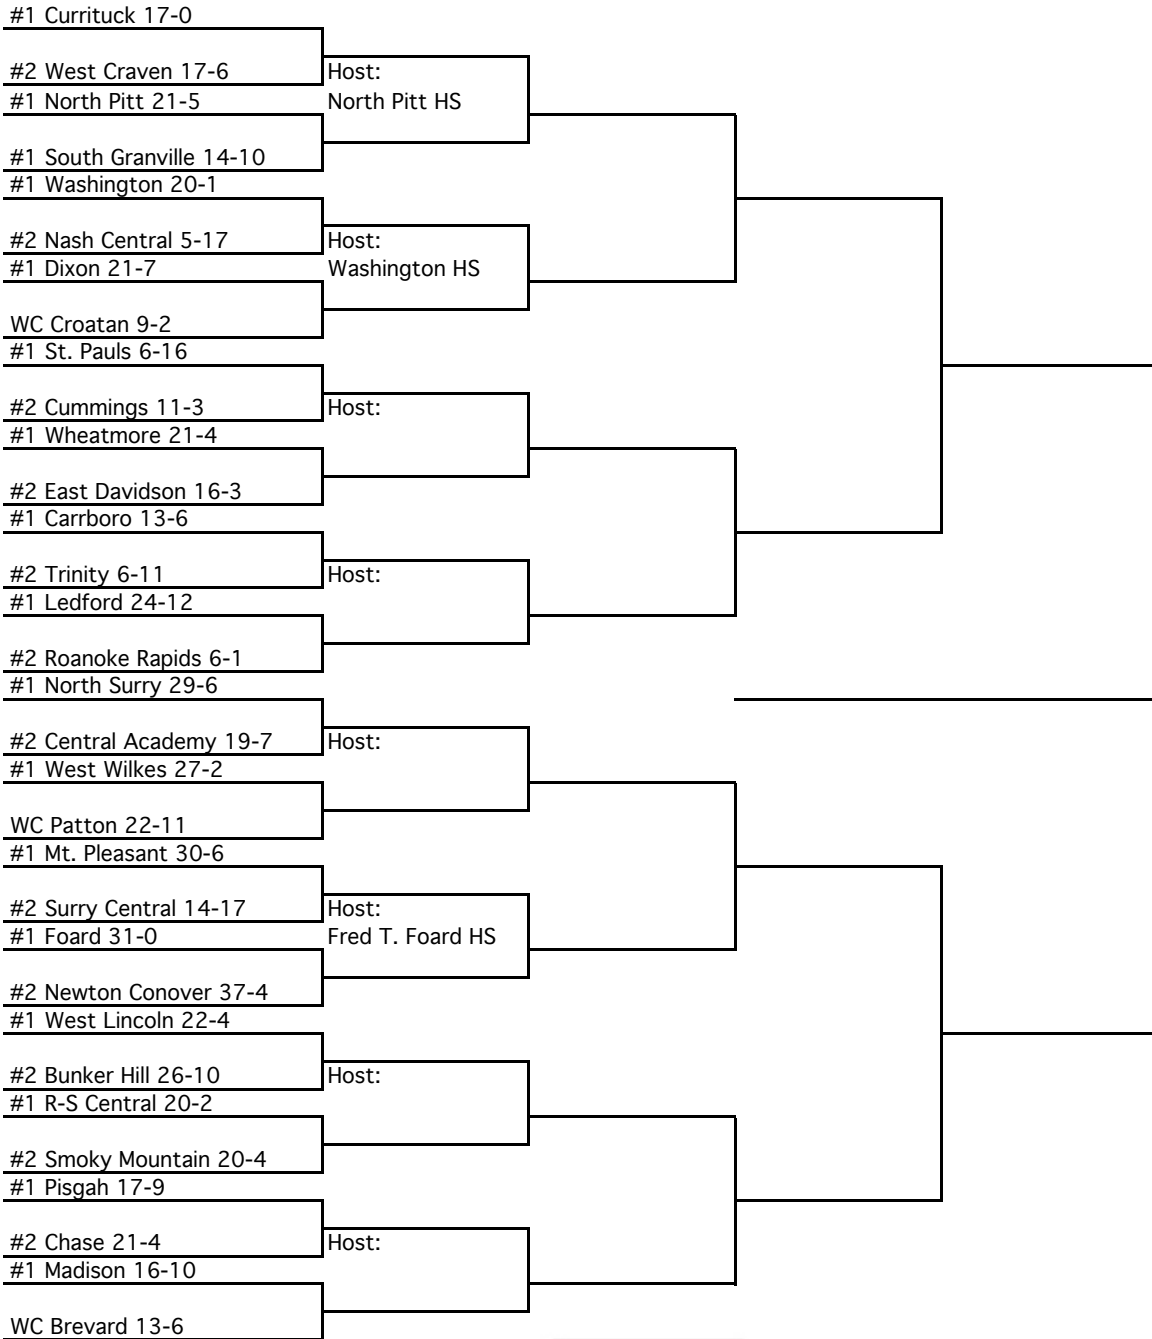 #1 Currituck 17-0
#2 West Craven 17-6
Host:
#1 North Pitt 21-5
North Pitt HS
#1 South Granville 14-10
#1 Washington 20-1
#2 Nash Central 5-17
Host:
#1 Dixon 21-7
Washington HS
WC Croatan 9-2
#1 St. Pauls 6-16
#2 Cummings 11-3
Host:
#1 Wheatmore 21-4
#2 East Davidson 16-3
#1 Carrboro 13-6
#2 Trinity 6-11
Host:
#1 Ledford 24-12
#2 Roanoke Rapids 6-1
#1 North Surry 29-6
#2 Central Academy 19-7
Host:
#1 West Wilkes 27-2
WC Patton 22-11
#1 Mt. Pleasant 30-6
#2 Surry Central 14-17
Host:
#1 Foard 31-0
Fred T. Foard HS
#2 Newton Conover 37-4
#1 West Lincoln 22-4
#2 Bunker Hill 26-10
Host:
#1 R-S Central 20-2
#2 Smoky Mountain 20-4
#1 Pisgah 17-9
#2 Chase 21-4
Host:
#1 Madison 16-10
WC Brevard 13-6